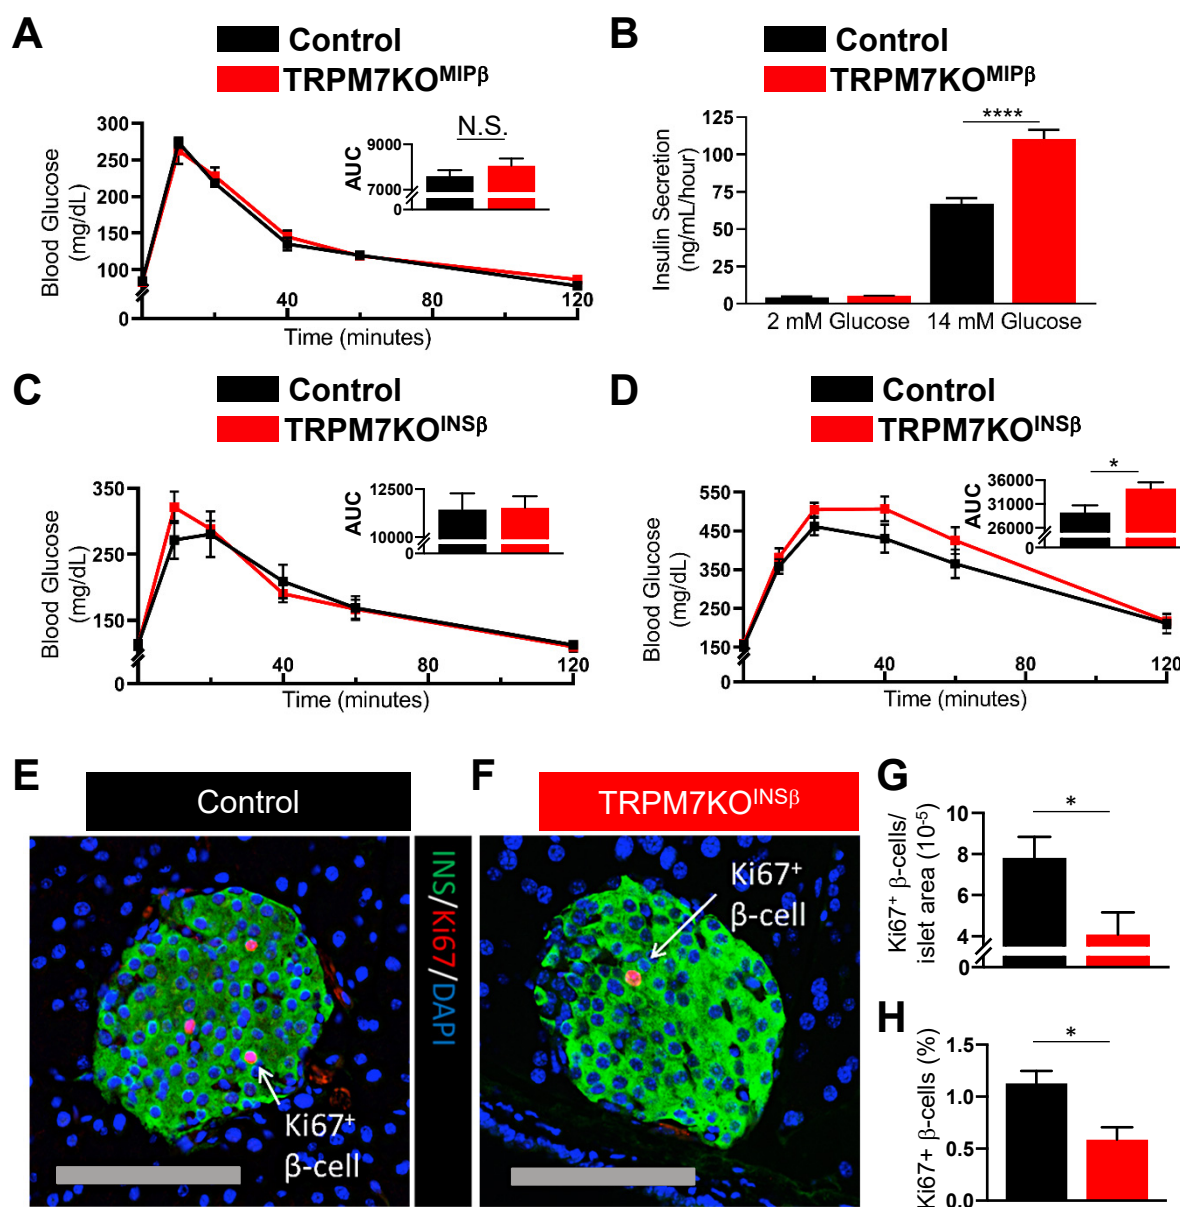 A
Control
TRPM7KO^MIPβ
Blood Glucose
(mg/dL)
300
250
200
150
100
0
40
80
120
Time (minutes)
N.S.
AUC
9000
7000
0
B
Control
TRPM7KO^MIPβ
Insulin Secretion
(ng/mL/hour)
125
100
75
50
25
0
****
2 mM Glucose
14 mM Glucose
C
Control
TRPM7KO^INSβ
Blood Glucose
(mg/dL)
350
250
150
0
40
80
120
Time (minutes)
AUC
12500
10000
0
D
Control
TRPM7KO^INSβ
Blood Glucose
(mg/dL)
550
450
350
250
150
0
40
80
120
Time (minutes)
*
AUC
36000
31000
26000
0
E
Control
Ki67⁺
β-cell
INS/Ki67/DAPI
F
TRPM7KO^INSβ
Ki67⁺
β-cell
G
Ki67⁺ β-cells/
islet area (10⁻⁵)
10
8
6
4
0
*
H
Ki67+ β-cells (%)
1.5
1.0
0.5
0.0
*